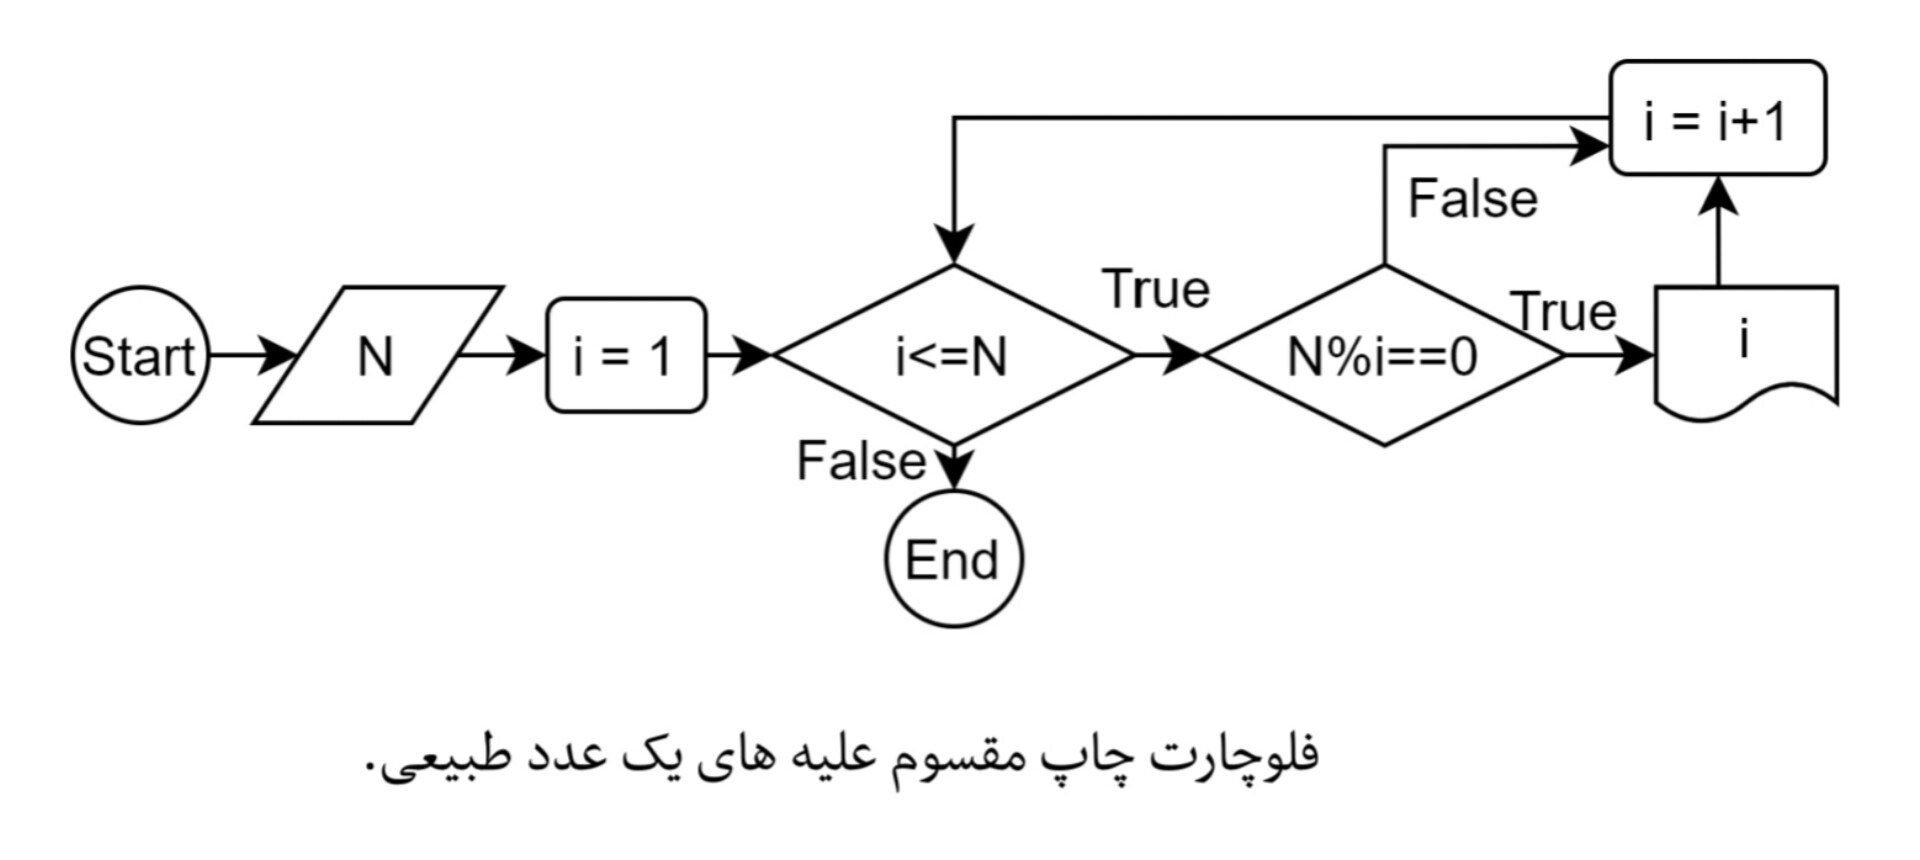 Start
N
i = 1
i<=N
True
False
End
N%i==0
True
False
i
i = i+1
فلوچارت چاپ مقسوم علیه های یک عدد طبیعی.